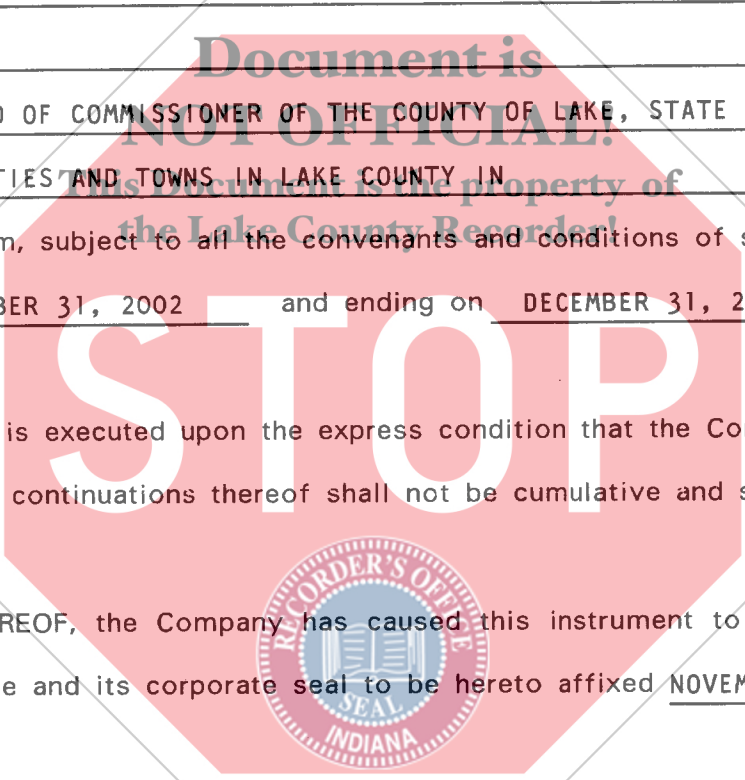 Document is
NOT OFFICIAL!
OF COMMISSIONER OF THE COUNTY OF LAKE, STATE
TIES AND TOWNS IN LAKE COUNTY IN
This Document is the property of
the Lake County Recorder!
m, subject to all the convenants and conditions of s
BER 31, 2002 and ending on DECEMBER 31, 2
STOP
is executed upon the express condition that the Co
continuations thereof shall not be cumulative and s
REOF, the Company has caused this instrument to
e and its corporate seal to be hereto affixed NOVEM
RECORDER'S OFFICE
SEAL
INDIANA